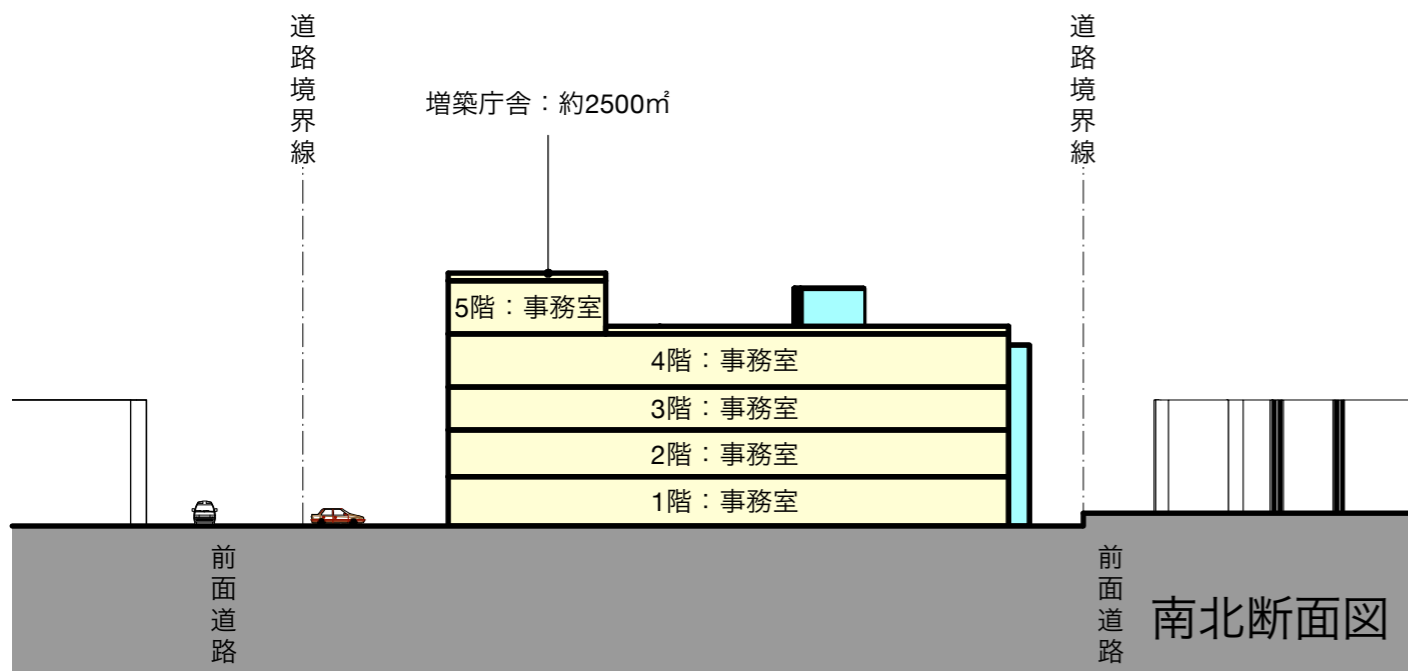 道路境界線
道路境界線
増築庁舎：約2500㎡
5階：事務室
4階：事務室
3階：事務室
2階：事務室
1階：事務室
前面道路
前面道路
南北断面図